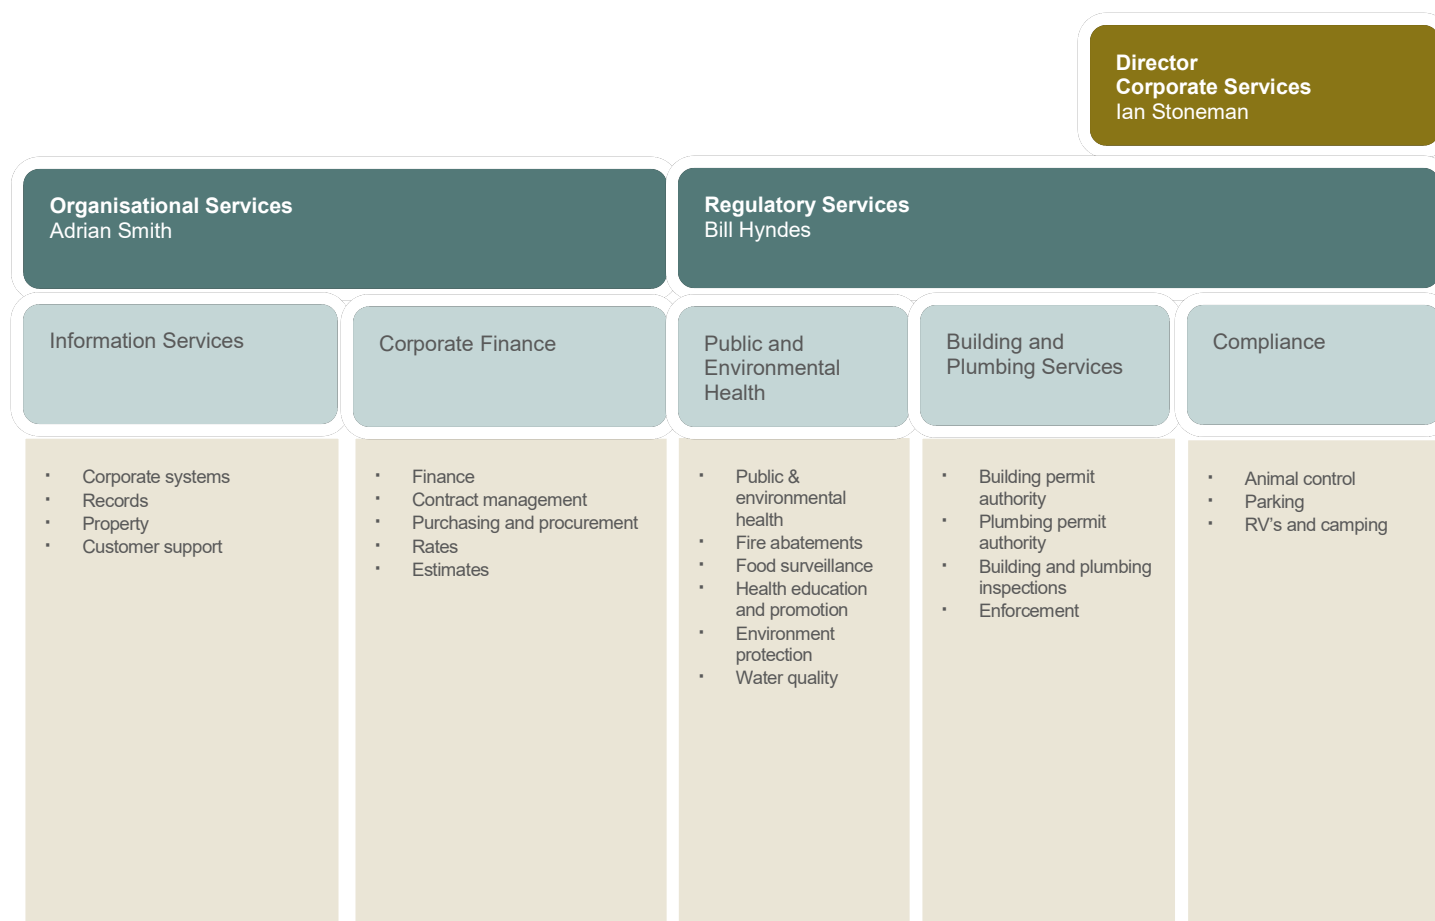 Director
Corporate Services
Ian Stoneman
Organisational Services
Adrian Smith
Regulatory Services
Bill Hyndes
Information Services
Corporate Finance
Public and
Environmental
Health
Building and
Plumbing Services
Compliance
▪ Corporate systems
▪ Records
▪ Property
▪ Customer support
▪ Finance
▪ Contract management
▪ Purchasing and procurement
▪ Rates
▪ Estimates
▪ Public &
environmental
health
▪ Fire abatements
▪ Food surveillance
▪ Health education
and promotion
▪ Environment
protection
▪ Water quality
▪ Building permit
authority
▪ Plumbing permit
authority
▪ Building and plumbing
inspections
▪ Enforcement
▪ Animal control
▪ Parking
▪ RV’s and camping